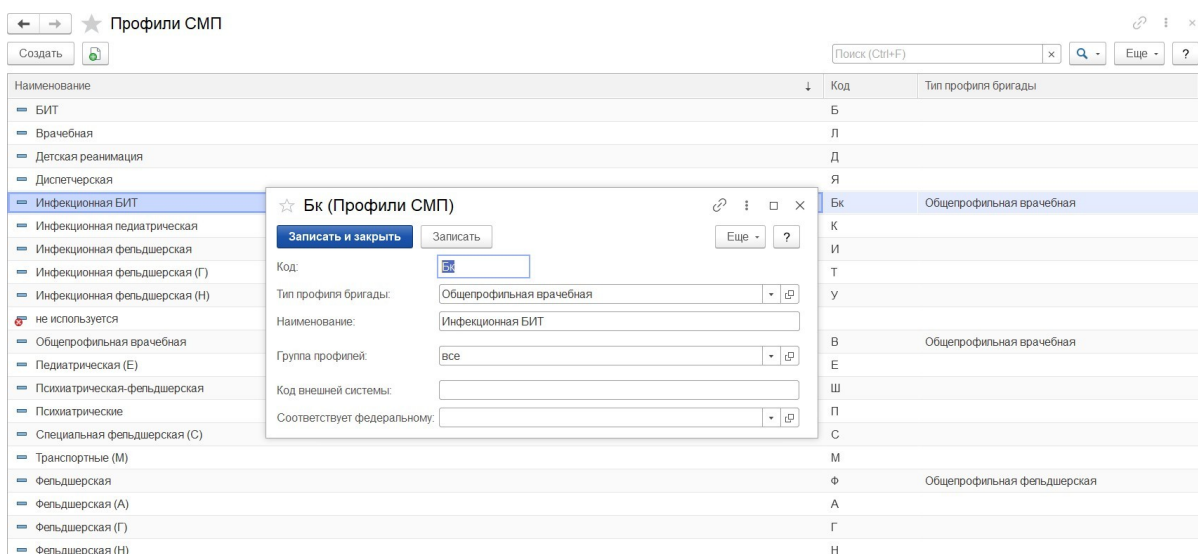 Профили СМП
Создать
Поиск (Ctrl+F)
×
Еще
?
Наименование ↓ Код Тип профиля бригады
БИТ Б
Врачебная Л
Детская реанимация Д
Диспетчерская Я
Инфекционная БИТ Бк Общепрофильная врачебная
Инфекционная педиатрическая К
Инфекционная фельдшерская И
Инфекционная фельдшерская (Г) Т
Инфекционная фельдшерская (Н) У
не используется
Общепрофильная врачебная В Общепрофильная врачебная
Педиатрическая (Е) Е
Психиатрическая-фельдшерская Ш
Психиатрические П
Специальная фельдшерская (С) С
Транспортные (М) М
Фельдшерская Ф Общепрофильная фельдшерская
Фельдшерская (А) А
Фельдшерская (Г) Г
Фельдшерская (Н) Н
Бк (Профили СМП)
Записать и закрыть Записать Еще ?
Код: Бк
Тип профиля бригады: Общепрофильная врачебная
Наименование: Инфекционная БИТ
Группа профилей: все
Код внешней системы:
Соответствует федеральному: